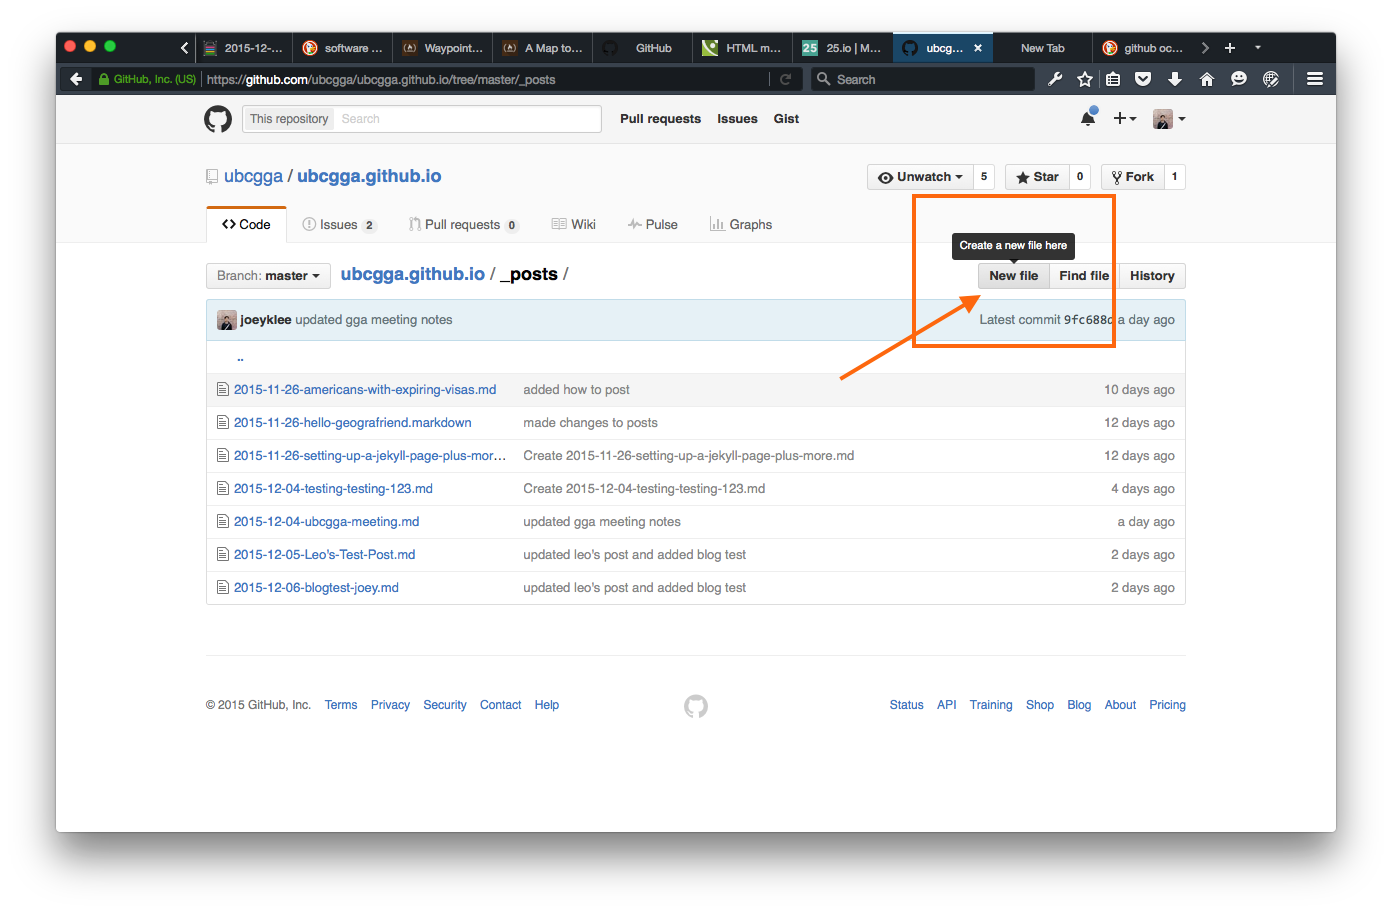 2015-12-... software ... Waypoint... A Map to... GitHub HTML m... 25 25.io | M... ubcg... New Tab github oc...
GitHub, Inc. (US) https://github.com/ubcgga/ubcgga.github.io/tree/master/_posts Search
This repository Search Pull requests Issues Gist
ubcgga / ubcgga.github.io Unwatch 5 Star 0 Fork 1
Code Issues 2 Pull requests 0 Wiki Pulse Graphs
Create a new file here
Branch: master ubcgga.github.io / _posts / New file Find file History
joeyklee updated gga meeting notes Latest commit 9fc688d a day ago
..
2015-11-26-americans-with-expiring-visas.md added how to post 10 days ago
2015-11-26-hello-geografriend.markdown made changes to posts 12 days ago
2015-11-26-setting-up-a-jekyll-page-plus-mor... Create 2015-11-26-setting-up-a-jekyll-page-plus-more.md 12 days ago
2015-12-04-testing-testing-123.md Create 2015-12-04-testing-testing-123.md 4 days ago
2015-12-04-ubcgga-meeting.md updated gga meeting notes a day ago
2015-12-05-Leo's-Test-Post.md updated leo's post and added blog test 2 days ago
2015-12-06-blogtest-joey.md updated leo's post and added blog test 2 days ago
© 2015 GitHub, Inc. Terms Privacy Security Contact Help Status API Training Shop Blog About Pricing